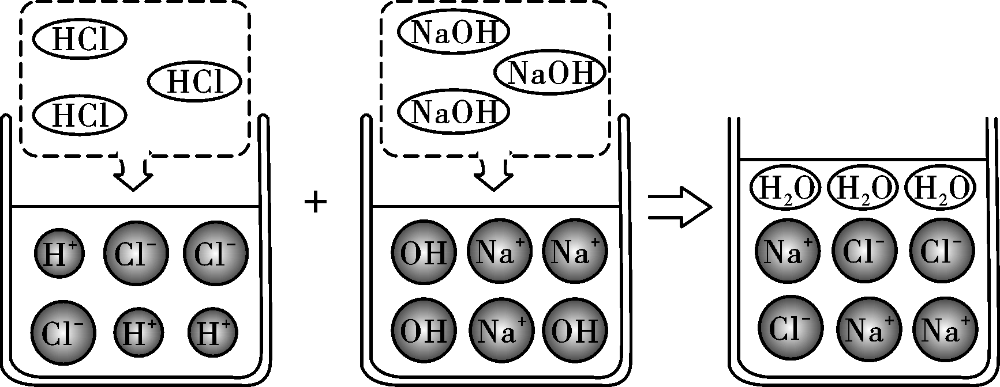 HCl
HCl
HCl
NaOH
NaOH
NaOH
+
H⁺ Cl⁻ Cl⁻
Cl⁻ H⁺ H⁺
OH Na⁺ Na⁺
OH Na⁺ OH
H₂O H₂O H₂O
Na⁺ Cl⁻ Cl⁻
Cl⁻ Na⁺ Na⁺